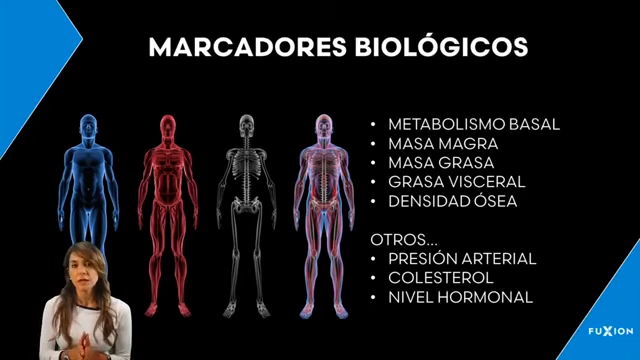 MARCADORES BIOLÓGICOS
• METABOLISMO BASAL
• MASA MAGRA
• MASA GRASA
• GRASA VISCERAL
• DENSIDAD ÓSEA
OTROS...
• PRESIÓN ARTERIAL
• COLESTEROL
• NIVEL HORMONAL
FUXION